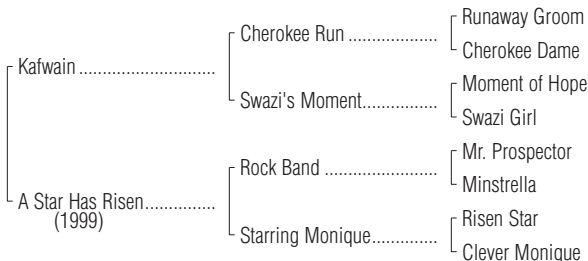 Runaway Groom
Cherokee Run ...................
Cherokee Dame
Kafwain .............................
Moment of Hope
Swazi's Moment................
Swazi Girl
Mr. Prospector
Rock Band ........................
Minstrella
A Star Has Risen...............
(1999)
Risen Star
Starring Monique..............
Clever Monique